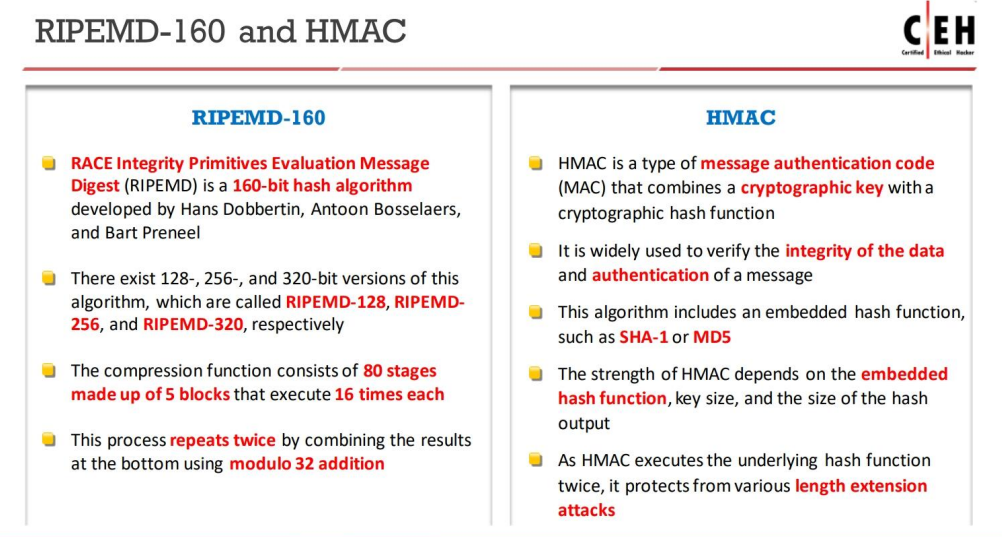 RIPEMD-160 and HMAC
C|EH
Certified Ethical Hacker
RIPEMD-160
RACE Integrity Primitives Evaluation Message
Digest (RIPEMD) is a 160-bit hash algorithm
developed by Hans Dobbertin, Antoon Bosselaers,
and Bart Preneel
There exist 128-, 256-, and 320-bit versions of this
algorithm, which are called RIPEMD-128, RIPEMD-
256, and RIPEMD-320, respectively
The compression function consists of 80 stages
made up of 5 blocks that execute 16 times each
This process repeats twice by combining the results
at the bottom using modulo 32 addition
HMAC
HMAC is a type of message authentication code
(MAC) that combines a cryptographic key with a
cryptographic hash function
It is widely used to verify the integrity of the data
and authentication of a message
This algorithm includes an embedded hash function,
such as SHA-1 or MD5
The strength of HMAC depends on the embedded
hash function, key size, and the size of the hash
output
As HMAC executes the underlying hash function
twice, it protects from various length extension
attacks